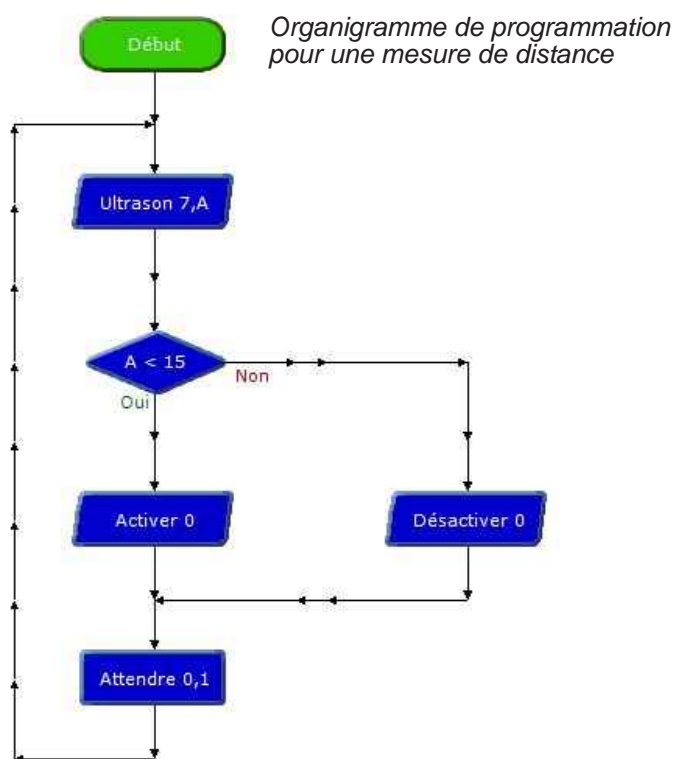 Organigramme de programmation
pour une mesure de distance
Début
Ultrason 7,A
A < 15
Non
Oui
Activer 0
Désactiver 0
Attendre 0,1